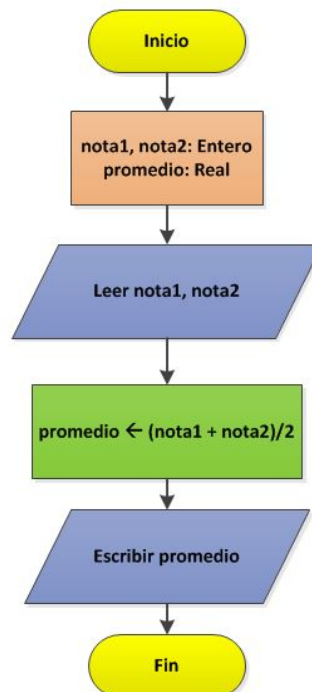 Inicio
nota1, nota2: Entero
promedio: Real
Leer nota1, nota2
promedio ← (nota1 + nota2)/2
Escribir promedio
Fin